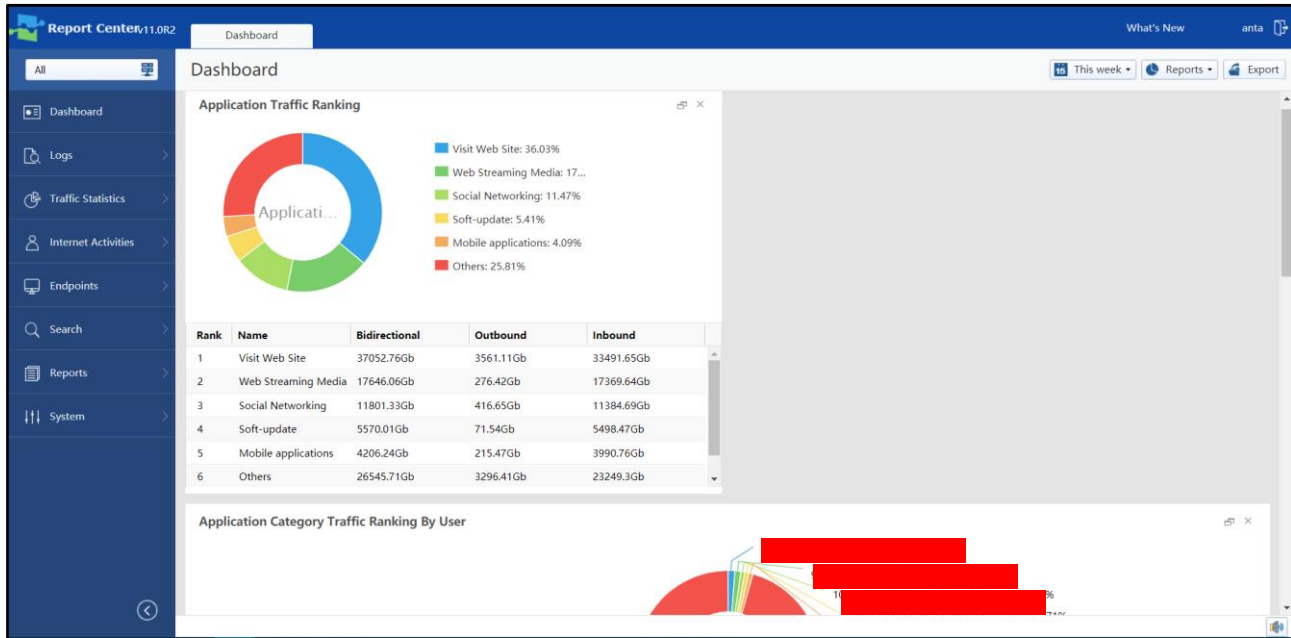 Report Center v11.0R2
Dashboard
What's New
anta
All
Dashboard
15 This week
Reports
Export
Dashboard
Logs
Traffic Statistics
Internet Activities
Endpoints
Search
Reports
System
Application Traffic Ranking
Applicati...
Visit Web Site: 36.03%
Web Streaming Media: 17...
Social Networking: 11.47%
Soft-update: 5.41%
Mobile applications: 4.09%
Others: 25.81%
Rank Name Bidirectional Outbound Inbound
1 Visit Web Site 37052.76Gb 3561.11Gb 33491.65Gb
2 Web Streaming Media 17646.06Gb 276.42Gb 17369.64Gb
3 Social Networking 11801.33Gb 416.65Gb 11384.69Gb
4 Soft-update 5570.01Gb 71.54Gb 5498.47Gb
5 Mobile applications 4206.24Gb 215.47Gb 3990.76Gb
6 Others 26545.71Gb 3296.41Gb 23249.3Gb
Application Category Traffic Ranking By User
10
%